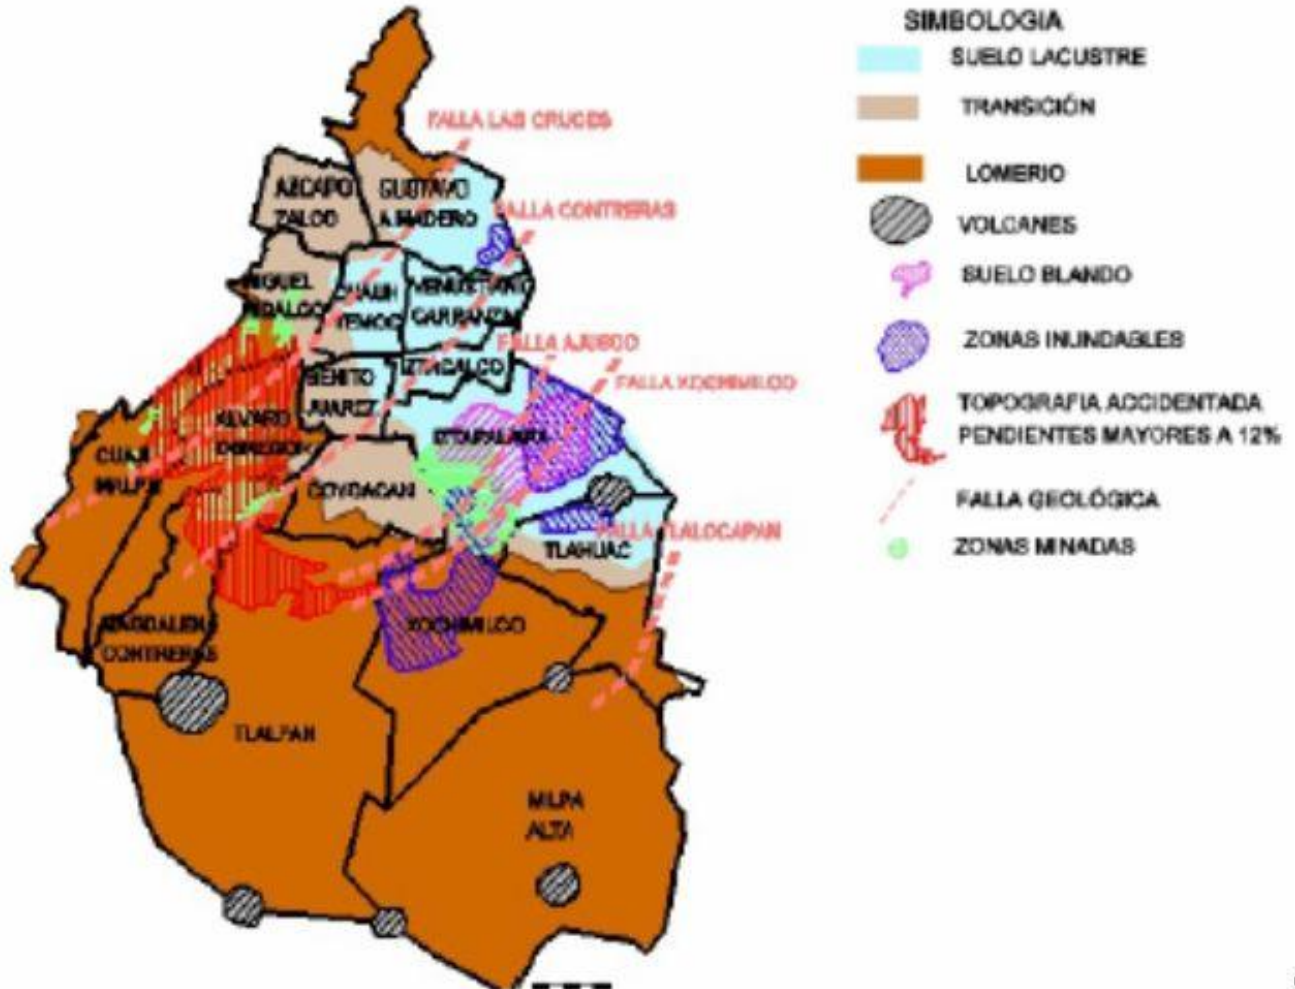 SIMBOLOGIA
SUELO LACUSTRE
TRANSICIÓN
LOMERIO
VOLCANES
SUELO BLANDO
ZONAS INUNDABLES
TOPOGRAFIA ACCIDENTADA
PENDIENTES MAYORES A 12%
FALLA GEOLÓGICA
ZONAS MINADAS
FALLA LAS CRUCES
AZCAPO
ZALCO
GUSTAVO
A.MADERO
FALLA CONTRERAS
MIGUEL
HIDALGO
CUAUH
TEMOC
VENUSTIANO
CARRANZA
FALLA AJUSCO
IZTACALCO
FALLA XOCHIMILCO
BENITO
JUAREZ
ALVARO
OBREGON
IZTAPALAPA
CUAJI
MALPA
COYOACAN
FALLA TLALOCAPAN
TLAHUAC
MAGDALENA
CONTRERAS
XOCHIMILCO
TLALPAN
MILPA
ALTA